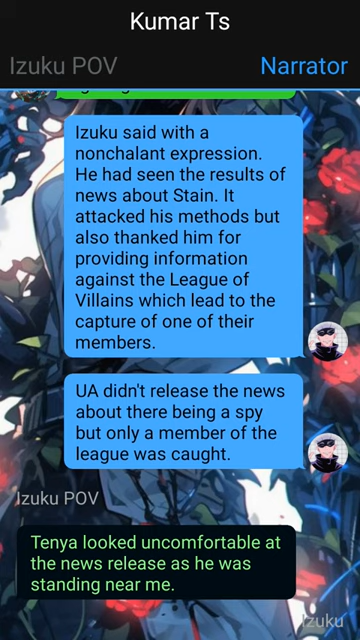 Kumar Ts
Izuku POV
Narrator
Izuku said with a
nonchalant expression.
He had seen the results of
news about Stain. It
attacked his methods but
also thanked him for
providing information
against the League of
Villains which lead to the
capture of one of their
members.
UA didn't release the news
about there being a spy
but only a member of the
league was caught.
Izuku POV
Tenya looked uncomfortable at
the news release as he was
standing near me.
Izuku